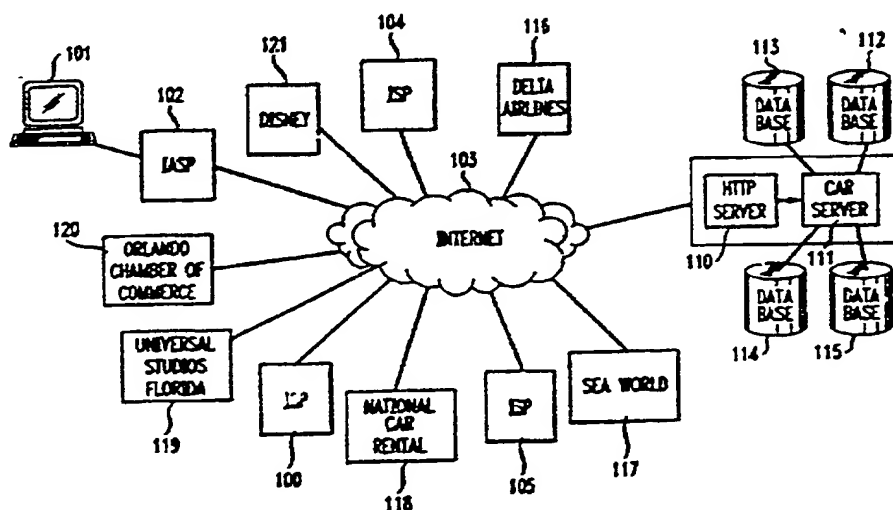 101
102
IASP
121
DISNEY
104
ISP
116
DELTA
AIRLINES
113
DATA
BASE
112
DATA
BASE
103
INTERNET
HTTP
SERVER
110
CAR
SERVER
111
120
ORLANDO
CHAMBER OF
COMMERCE
UNIVERSAL
STUDIOS
FLORIDA
119
ISP
100
NATIONAL
CAR
RENTAL
118
ISP
105
SEA WORLD
117
DATA
BASE
114
DATA
BASE
115